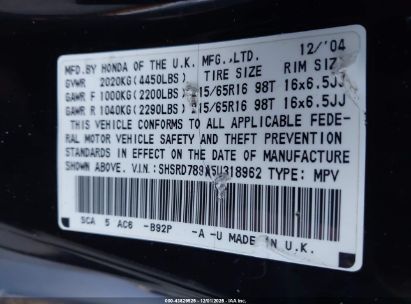 MFD.BY HONDA OF THE U.K. MFG.,LTD. 12/'04
GVWR 2020KG(4450LBS) TIRE SIZE RIM SIZE
GAWR F 1000KG(2200LBS) 215/65R16 98T 16x6.5JJ
GAWR R 1040KG(2290LBS) 215/65R16 98T 16x6.5JJ
THIS VEHICLE CONFORMS TO ALL APPLICABLE FEDE-
RAL MOTOR VEHICLE SAFETY AND THEFT PREVENTION
STANDARDS IN EFFECT ON THE DATE OF MANUFACTURE
SHOWN ABOVE. V.I.N: TYPE: MPV
SCA 5 AC6 -B92P -A -U MADE IN U.K.